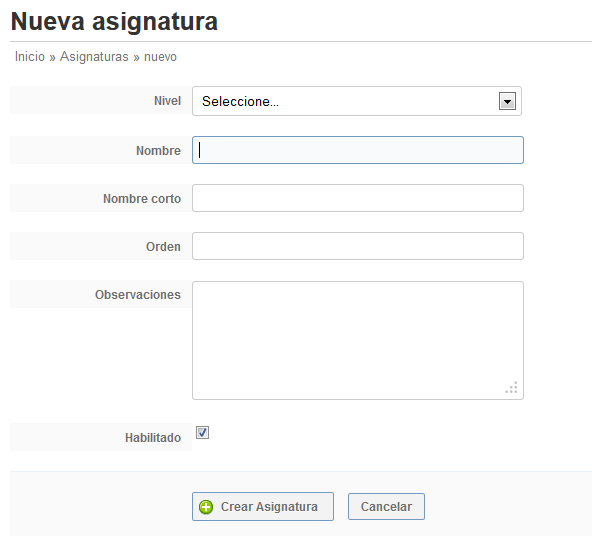 Nueva asignatura
Inicio » Asignaturas » nuevo
Nivel Seleccione...
Nombre
Nombre corto
Orden
Observaciones
Habilitado
Crear Asignatura Cancelar